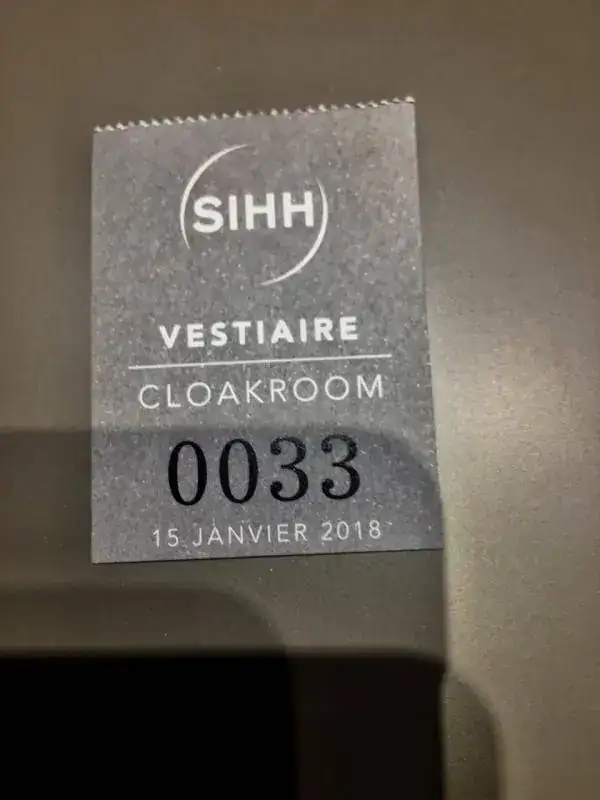 SIHH
VESTIAIRE
CLOAKROOM
0033
15 JANVIER 2018